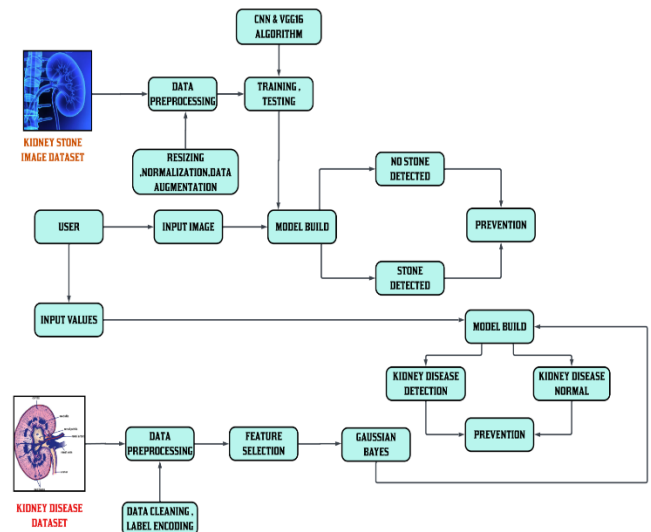 CNN & VGG16
ALGORITHM
DATA
PREPROCESSING
TRAINING ,
TESTING
KIDNEY STONE
IMAGE DATASET
RESIZING
,NORMALIZATION,DATA
AUGMENTATION
NO STONE
DETECTED
USER
INPUT IMAGE
MODEL BUILD
PREVENTION
STONE
DETECTED
INPUT VALUES
MODEL BUILD
KIDNEY DISEASE
DETECTION
KIDNEY DISEASE
NORMAL
DATA
PREPROCESSING
FEATURE
SELECTION
GAUSSIAN
BAYES
PREVENTION
KIDNEY DISEASE
DATASET
DATA CLEANING ,
LABEL ENCODING